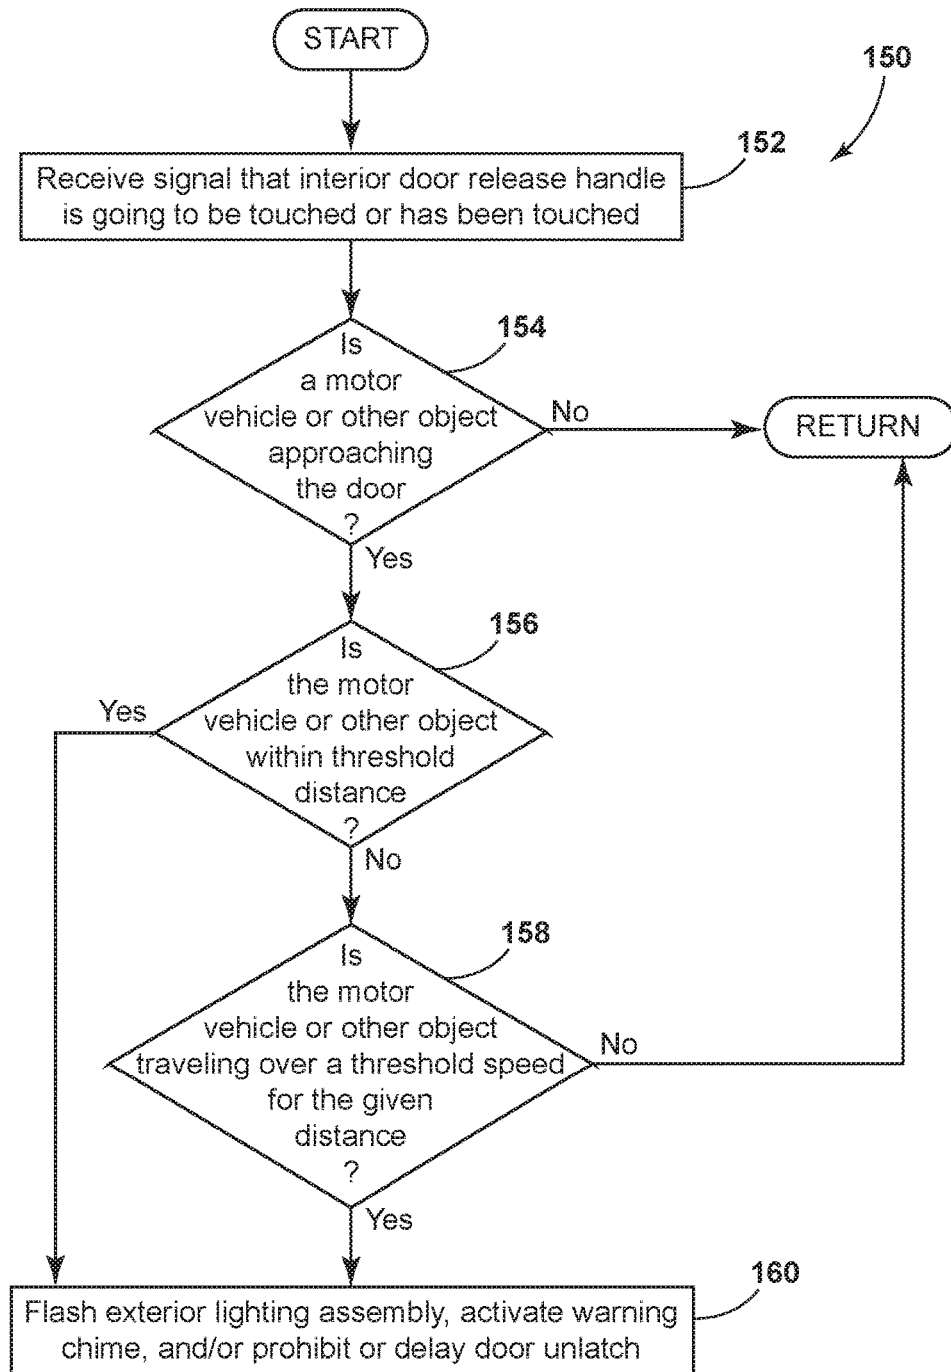 START
150
152
Receive signal that interior door release handle
is going to be touched or has been touched
154
Is
a motor
vehicle or other object
approaching
the door
?
No
RETURN
Yes
156
Is
the motor
vehicle or other object
within threshold
distance
?
Yes
No
158
Is
the motor
vehicle or other object
traveling over a threshold speed
for the given
distance
?
No
Yes
160
Flash exterior lighting assembly, activate warning
chime, and/or prohibit or delay door unlatch